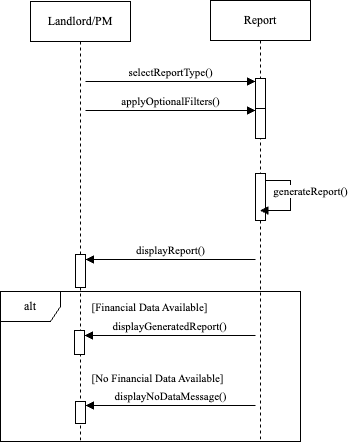 Landlord/PM
Report
selectReportType()
applyOptionalFilters()
generateReport()
displayReport()
alt
[Financial Data Available]
displayGeneratedReport()
[No Financial Data Available]
displayNoDataMessage()